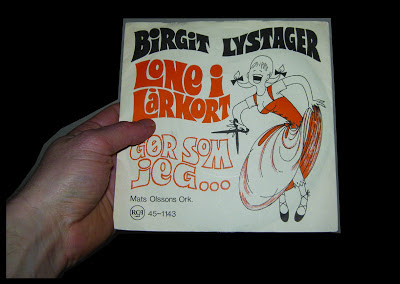 BIRGIT LYSTAGER
LONE i
LÅRKORT
GØR SOM
jEG...
Mats Olssons Ork.
RCA 45-1143